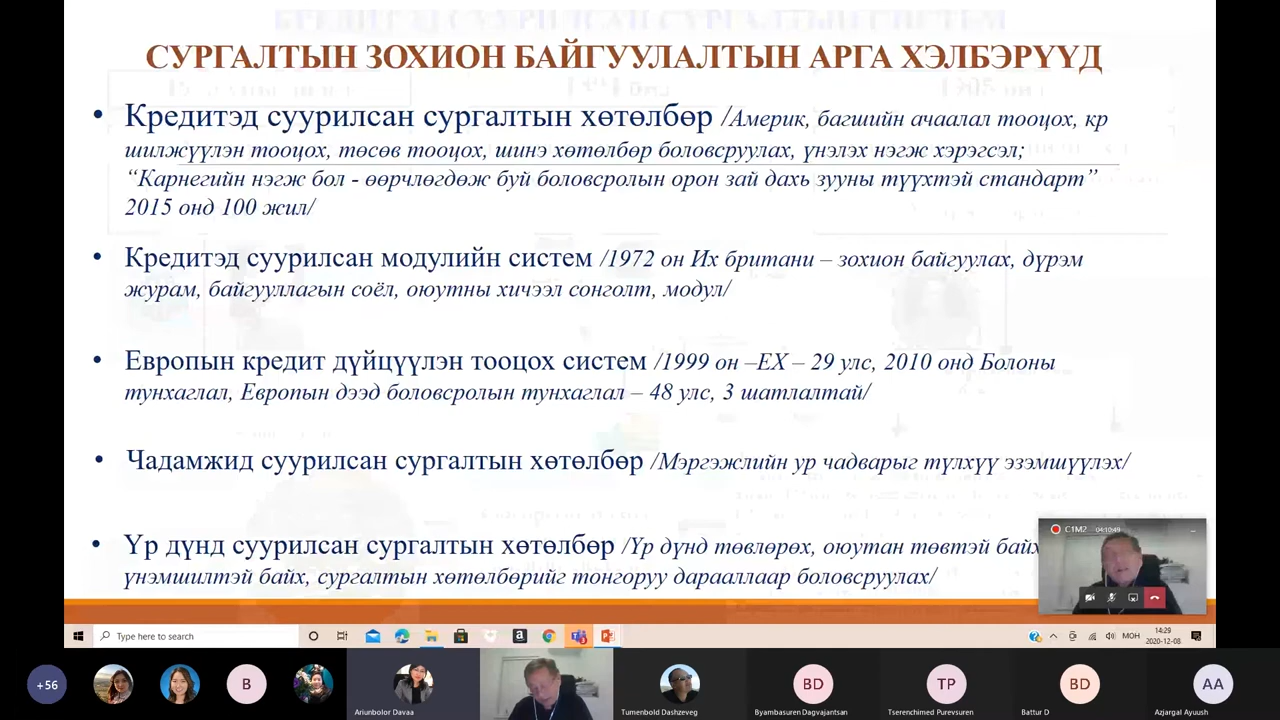 СУРГАЛТЫН ЗОХИОН БАЙГУУЛАЛТЫН АРГА ХЭЛБЭРҮҮД
• Кредитэд суурилсан сургалтын хөтөлбөр /Америк, багшийн ачаалал тооцох, кр
шилжүүлэн тооцох, төсөв тооцох, шинэ хөтөлбөр боловсруулах, үнэлэх нэгж хэрэгсэл;
“Карнегийн нэгж бол - өөрчлөгдөж буй боловсролын орон зай дахь зууны түүхтэй стандарт”
2015 онд 100 жил/
• Кредитэд суурилсан модулийн систем /1972 он Их британи – зохион байгуулах, дүрэм
журам, байгууллагын соёл, оюутны хичээл сонголт, модул/
• Европын кредит дүйцүүлэн тооцох систем /1999 он –ЕХ – 29 улс, 2010 онд Болоны
тунхаглал, Европын дээд боловсролын тунхаглал – 48 улс, 3 шатлалтай/
• Чадамжид суурилсан сургалтын хөтөлбөр /Мэргэжлийн ур чадварыг түлхүү эзэмшүүлэх/
• Үр дүнд суурилсан сургалтын хөтөлбөр /Үр дүнд төвлөрөх, оюутан төвтэй байх
үнэмшилтэй байх, сургалтын хөтөлбөрийг тонгоруу дарааллаар боловсруулах/
C1M2 04:10:49
Type here to search
МОН
14:29
2020-12-08
+56
B
Ariunbolor Davaa
Tumenbold Dashzeveg
BD
Byambasuren Dagvajantsan
TP
Tserenchimed Purevsuren
BD
Battur D
AA
Azjargal Ayuush